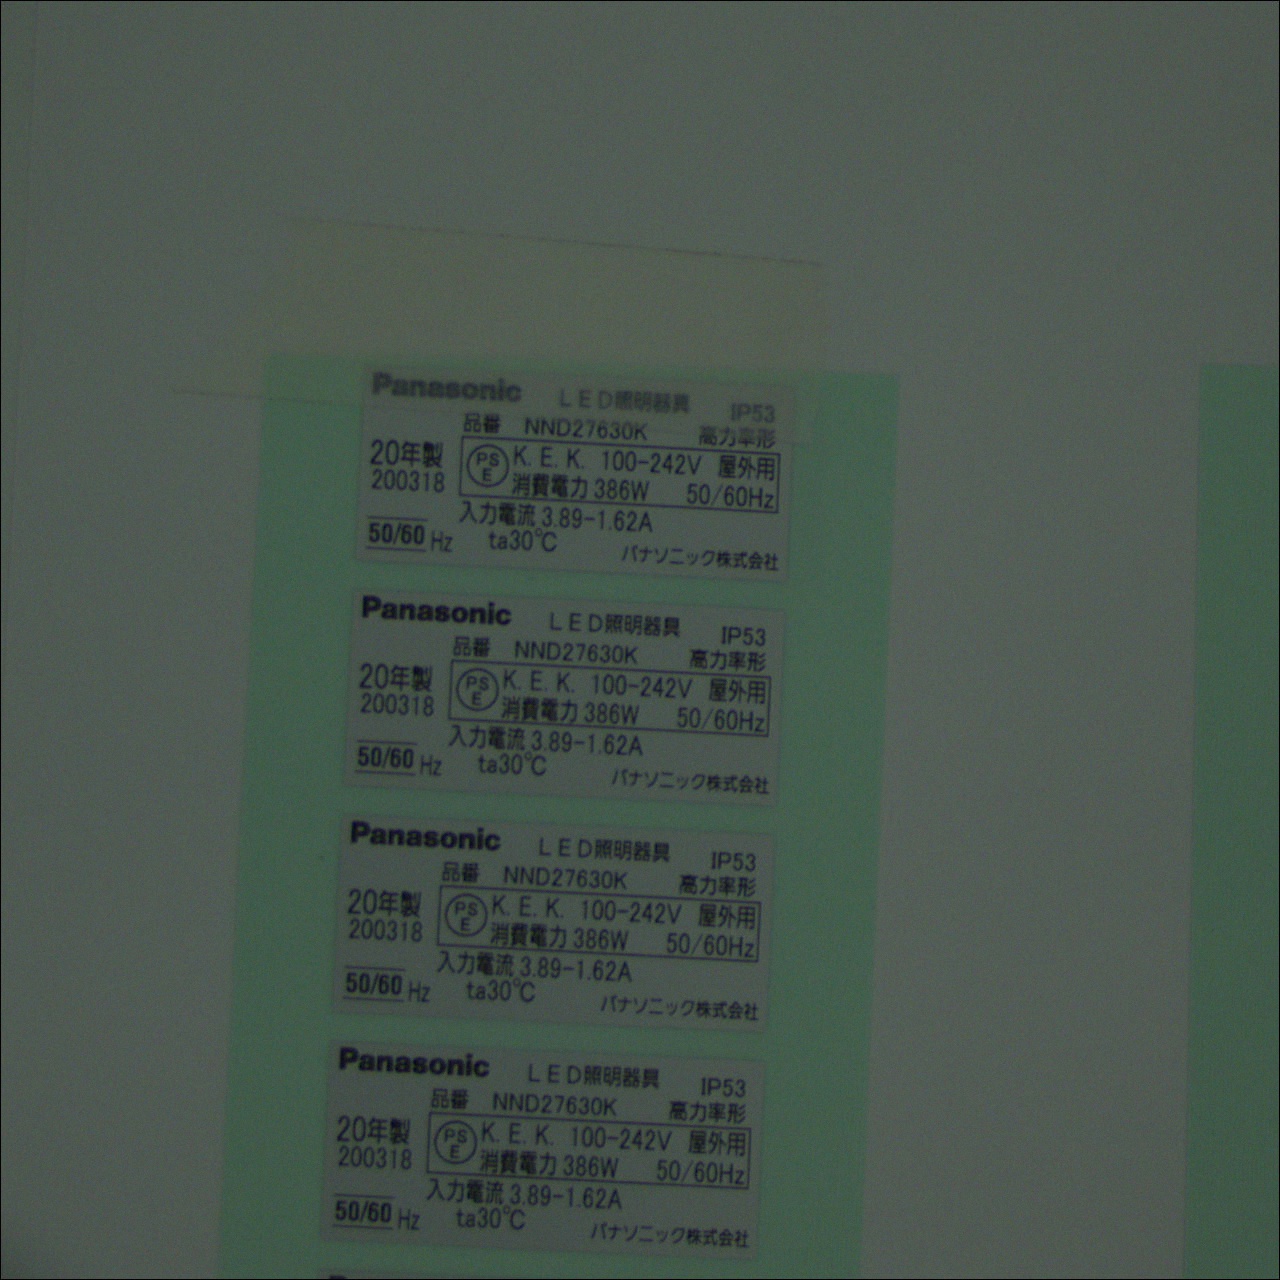 Panasonic LED照明器具 IP53
品番 NND27630K 高力率形
20年製 PS E K. E. K. 100-242V 屋外用
200318 消費電力 386W 50/60Hz
入力電流 3.89-1.62A
50/60 Hz ta30℃ パナソニック株式会社
Panasonic LED照明器具 IP53
品番 NND27630K 高力率形
20年製 PS E K. E. K. 100-242V 屋外用
200318 消費電力 386W 50/60Hz
入力電流 3.89-1.62A
50/60 Hz ta30℃ パナソニック株式会社
Panasonic LED照明器具 IP53
品番 NND27630K 高力率形
20年製 PS E K. E. K. 100-242V 屋外用
200318 消費電力 386W 50/60Hz
入力電流 3.89-1.62A
50/60 Hz ta30℃ パナソニック株式会社
Panasonic LED照明器具 IP53
品番 NND27630K 高力率形
20年製 PS E K. E. K. 100-242V 屋外用
200318 消費電力 386W 50/60Hz
入力電流 3.89-1.62A
50/60 Hz ta30℃ パナソニック株式会社